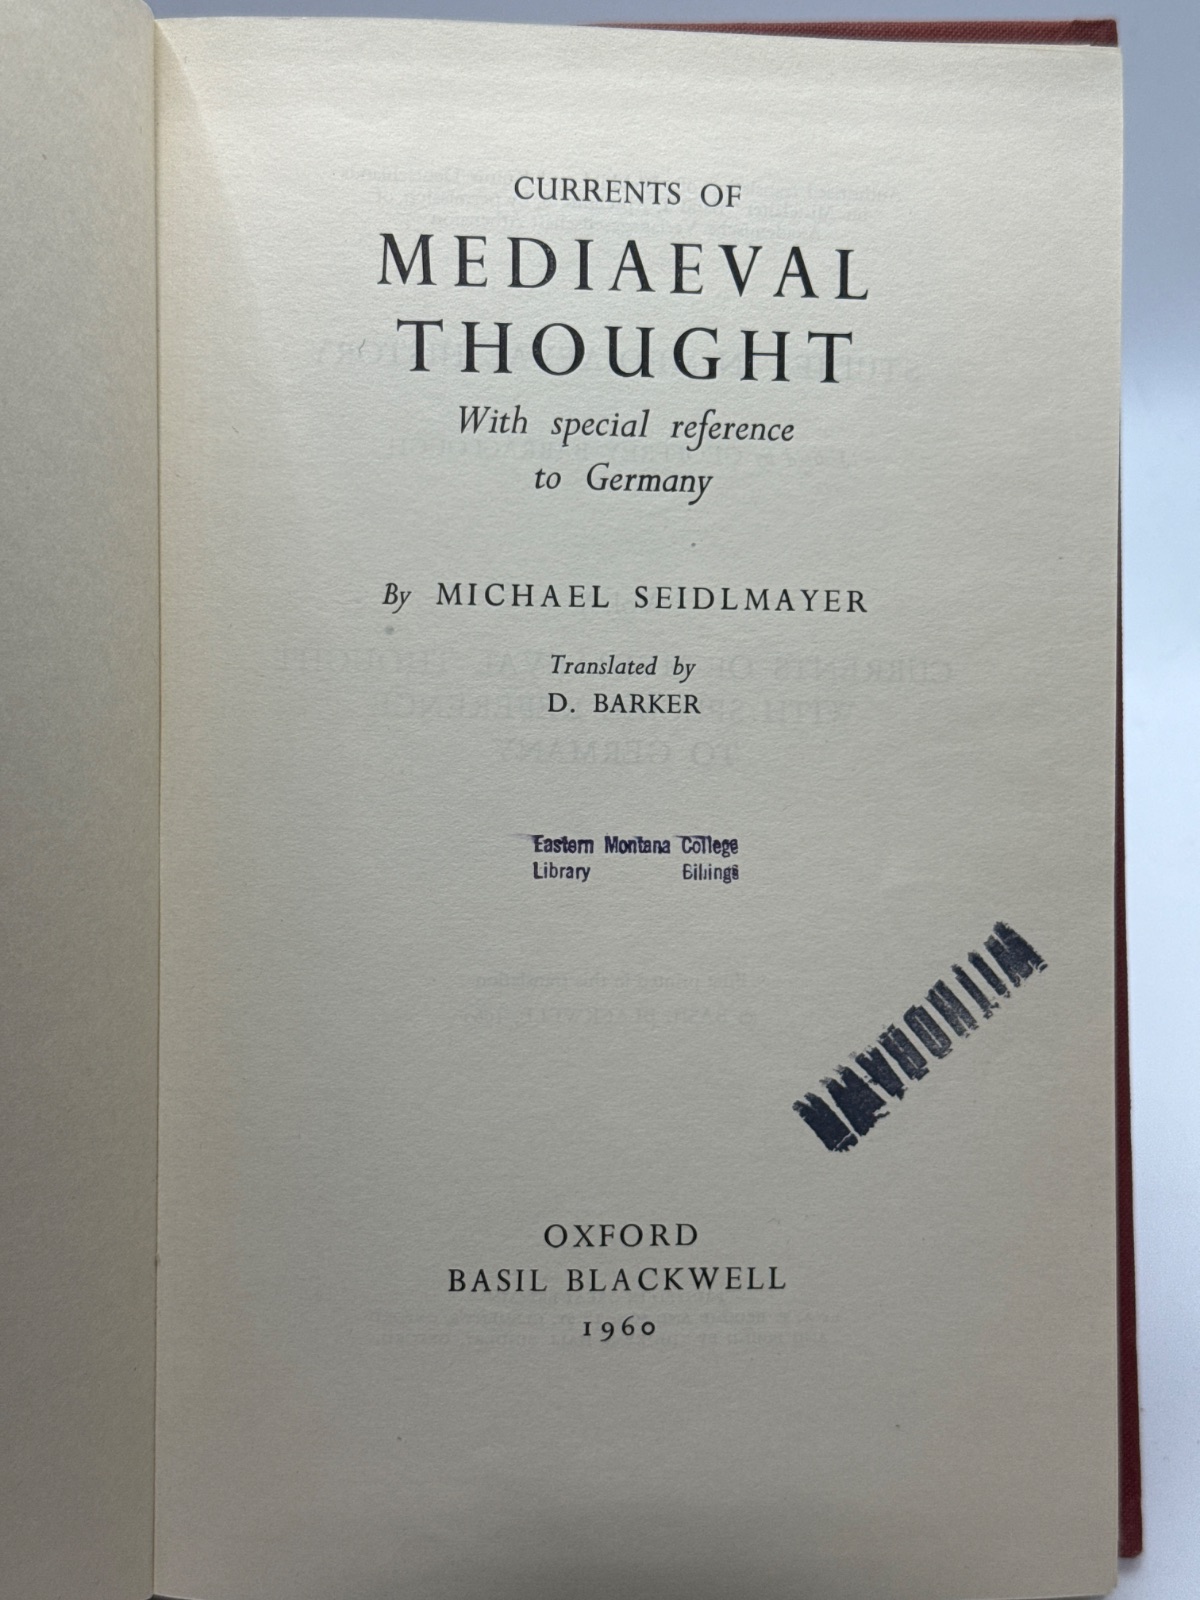 CURRENTS OF
MEDIAEVAL
THOUGHT
With special reference
to Germany
By MICHAEL SEIDLMAYER
Translated by
D. BARKER
Eastern Montana College
Library Billings
WITHDRAWN
OXFORD
BASIL BLACKWELL
1960